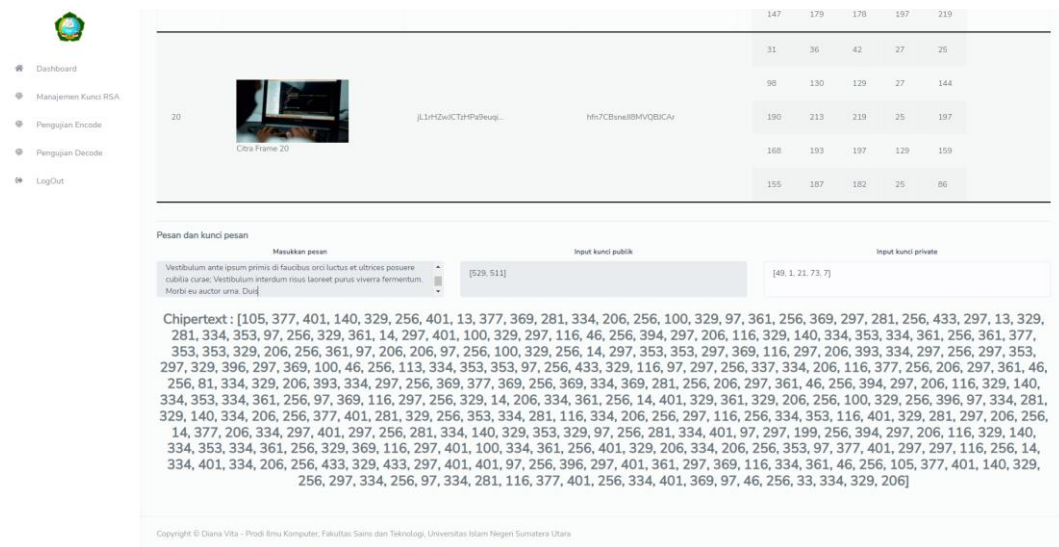 147 179 178 197 219
31 36 42 27 25
Dashboard
Manajemen Kunci RSA
98 130 129 27 144
Pengujian Encode
20 jL1rHZwJCTzHPa9euqi... hfn7CBsneJI8MVQBJCAr 190 213 219 25 197
Pengujian Decode
Citra Frame 20
168 193 197 129 159
LogOut
155 187 182 25 86
Pesan dan kunci pesan
Masukkan pesan Input kunci publik Input kunci private
Vestibulum ante ipsum primis di faucibus orci luctus et ultrices posuere
cubilia curae; Vestibulum interdum risus laoreet purus viverra fermentum.
Morbi eu auctor urna. Duis
[529, 511]
[49, 1, 21, 73, 7]
Chipertext : [105, 377, 401, 140, 329, 256, 401, 13, 377, 369, 281, 334, 206, 256, 100, 329, 97, 361, 256, 369, 297, 281, 256, 433, 297, 13, 329,
281, 334, 353, 97, 256, 329, 361, 14, 297, 401, 100, 329, 297, 116, 46, 256, 394, 297, 206, 116, 329, 140, 334, 353, 334, 361, 256, 361, 377,
353, 353, 329, 206, 256, 361, 97, 206, 206, 97, 256, 100, 329, 256, 14, 297, 353, 353, 297, 369, 116, 297, 206, 393, 334, 297, 256, 297, 353,
297, 329, 396, 297, 369, 100, 46, 256, 113, 334, 353, 353, 97, 256, 433, 329, 116, 97, 297, 256, 337, 334, 206, 116, 377, 256, 206, 297, 361, 46,
256, 81, 334, 329, 206, 393, 334, 297, 256, 369, 377, 369, 256, 369, 334, 369, 281, 256, 206, 297, 361, 46, 256, 394, 297, 206, 116, 329, 140,
334, 353, 334, 361, 256, 97, 369, 116, 297, 256, 329, 14, 206, 334, 361, 256, 14, 401, 329, 361, 329, 206, 256, 100, 329, 256, 396, 97, 334, 281,
329, 140, 334, 206, 256, 377, 401, 281, 329, 256, 353, 334, 281, 116, 334, 206, 256, 297, 116, 256, 334, 353, 116, 401, 329, 281, 297, 206, 256,
14, 377, 206, 334, 297, 401, 297, 256, 281, 334, 140, 329, 353, 329, 97, 256, 281, 334, 401, 97, 297, 199, 256, 394, 297, 206, 116, 329, 140,
334, 353, 334, 361, 256, 329, 369, 116, 297, 401, 100, 334, 361, 256, 401, 329, 206, 334, 206, 256, 353, 97, 377, 401, 297, 297, 116, 256, 14,
334, 401, 334, 206, 256, 433, 329, 433, 297, 401, 401, 97, 256, 396, 297, 401, 361, 297, 369, 116, 334, 361, 46, 256, 105, 377, 401, 140, 329,
256, 297, 334, 256, 97, 334, 281, 116, 377, 401, 256, 334, 401, 369, 97, 46, 256, 33, 334, 329, 206]
Copyright © Diana Vita - Prodi Ilmu Komputer, Fakultas Sains dan Teknologi, Universitas Islam Negeri Sumatera Utara